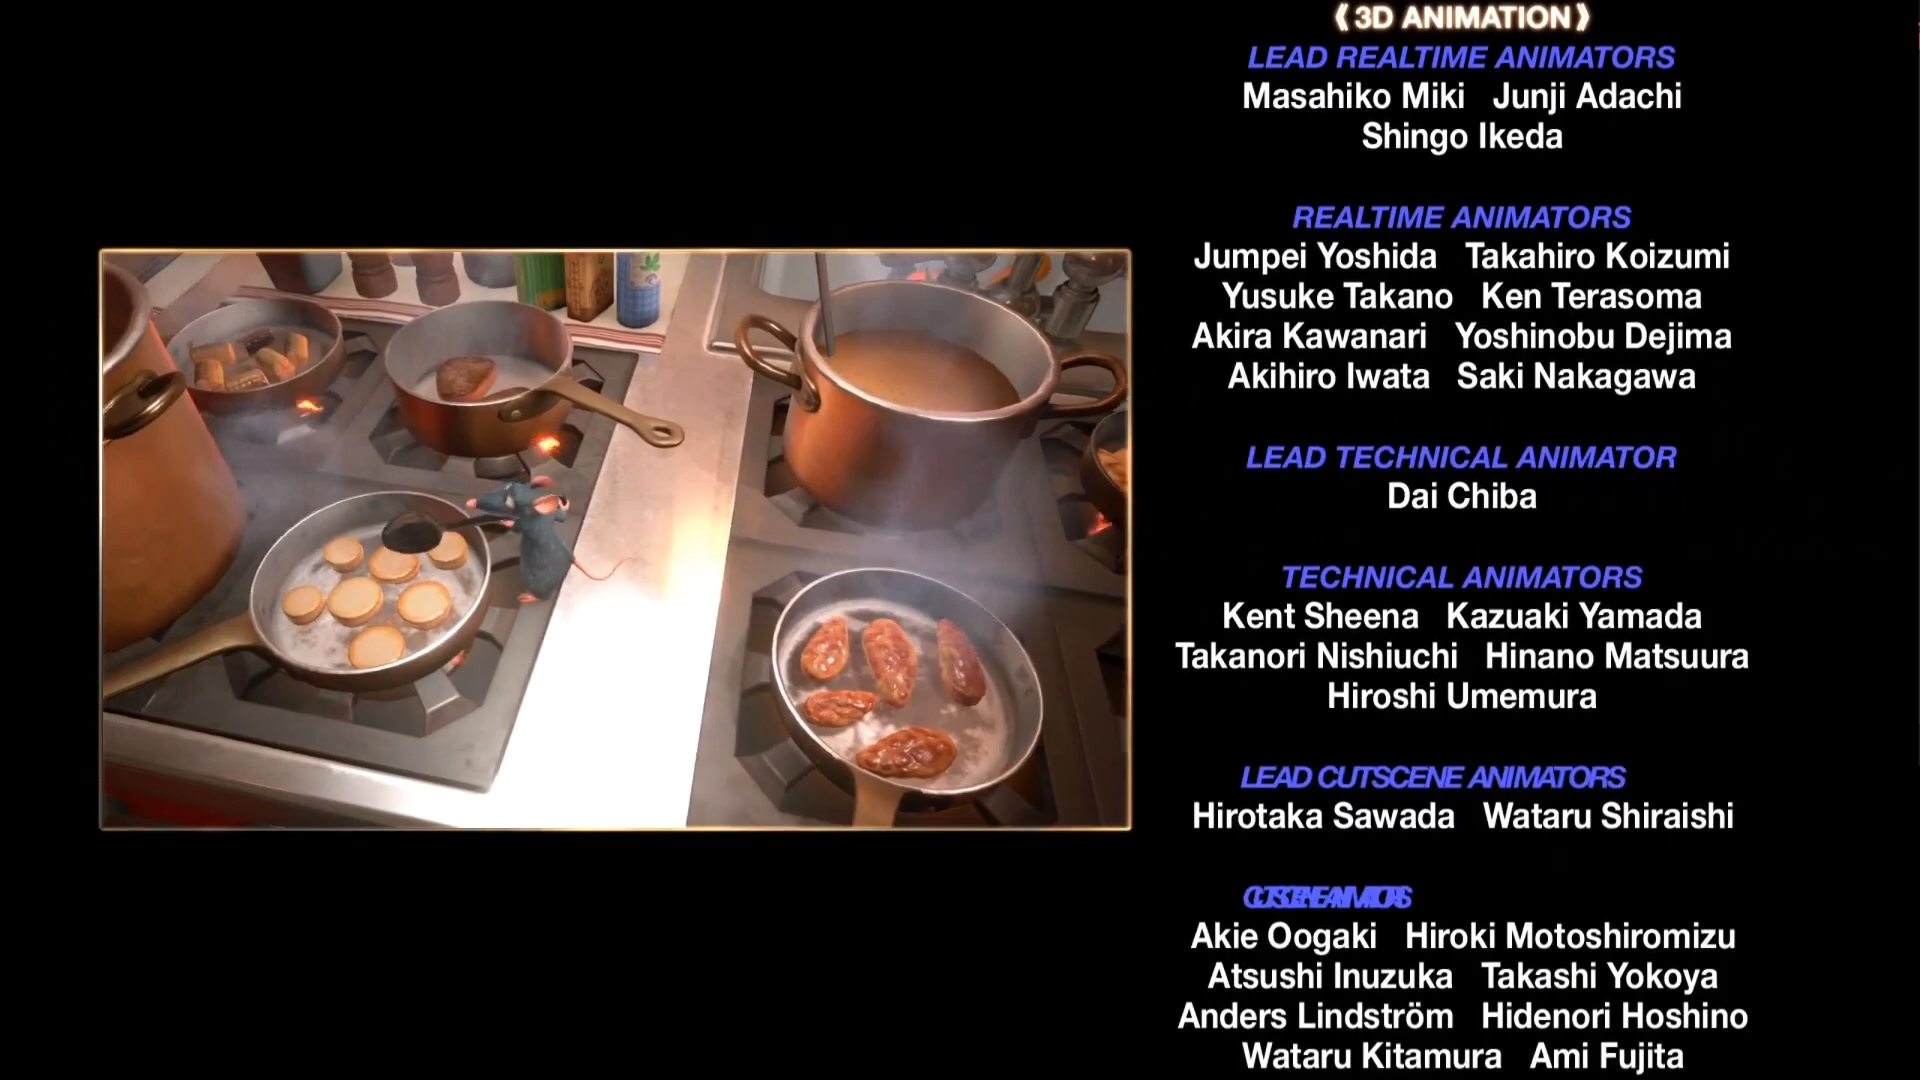 《3D ANIMATION》
LEAD REALTIME ANIMATORS
Masahiko Miki Junji Adachi
Shingo Ikeda
REALTIME ANIMATORS
Jumpei Yoshida Takahiro Koizumi
Yusuke Takano Ken Terasoma
Akira Kawanari Yoshinobu Dejima
Akihiro Iwata Saki Nakagawa
LEAD TECHNICAL ANIMATOR
Dai Chiba
TECHNICAL ANIMATORS
Kent Sheena Kazuaki Yamada
Takanori Nishiuchi Hinano Matsuura
Hiroshi Umemura
LEAD CUTSCENE ANIMATORS
Hirotaka Sawada Wataru Shiraishi
CUTSCENE ANIMATORS
Akie Oogaki Hiroki Motoshiromizu
Atsushi Inuzuka Takashi Yokoya
Anders Lindström Hidenori Hoshino
Wataru Kitamura Ami Fujita